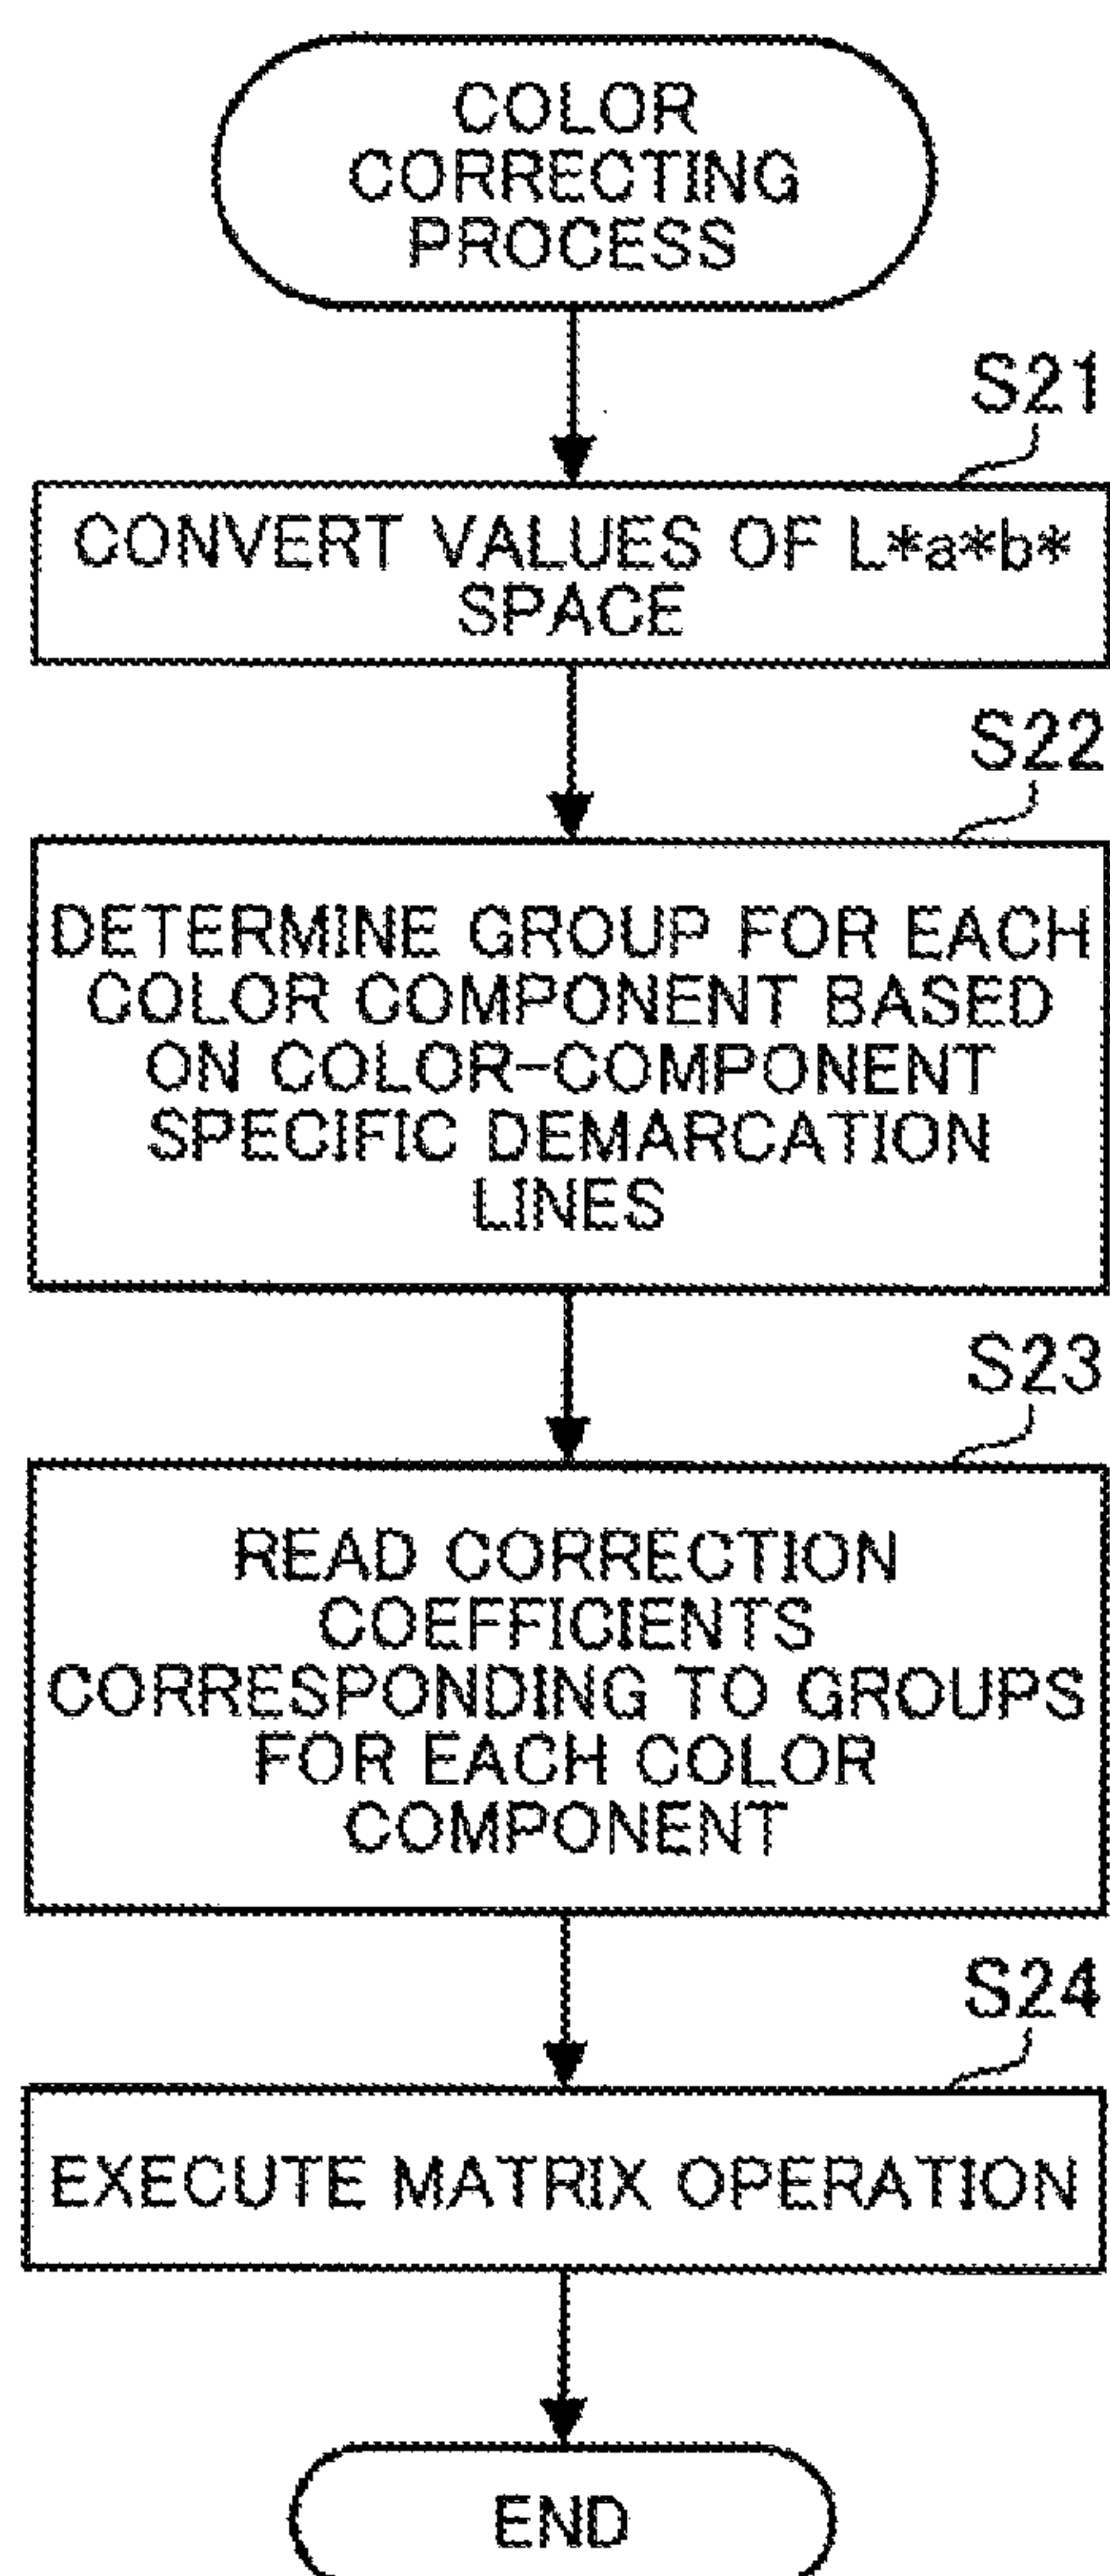 COLOR
CORRECTING
PROCESS
S21
CONVERT VALUES OF L*a*b*
SPACE
S22
DETERMINE GROUP FOR EACH
COLOR COMPONENT BASED
ON COLOR-COMPONENT
SPECIFIC DEMARCATION
LINES
S23
READ CORRECTION
COEFFICIENTS
CORRESPONDING TO GROUPS
FOR EACH COLOR
COMPONENT
S24
EXECUTE MATRIX OPERATION
END